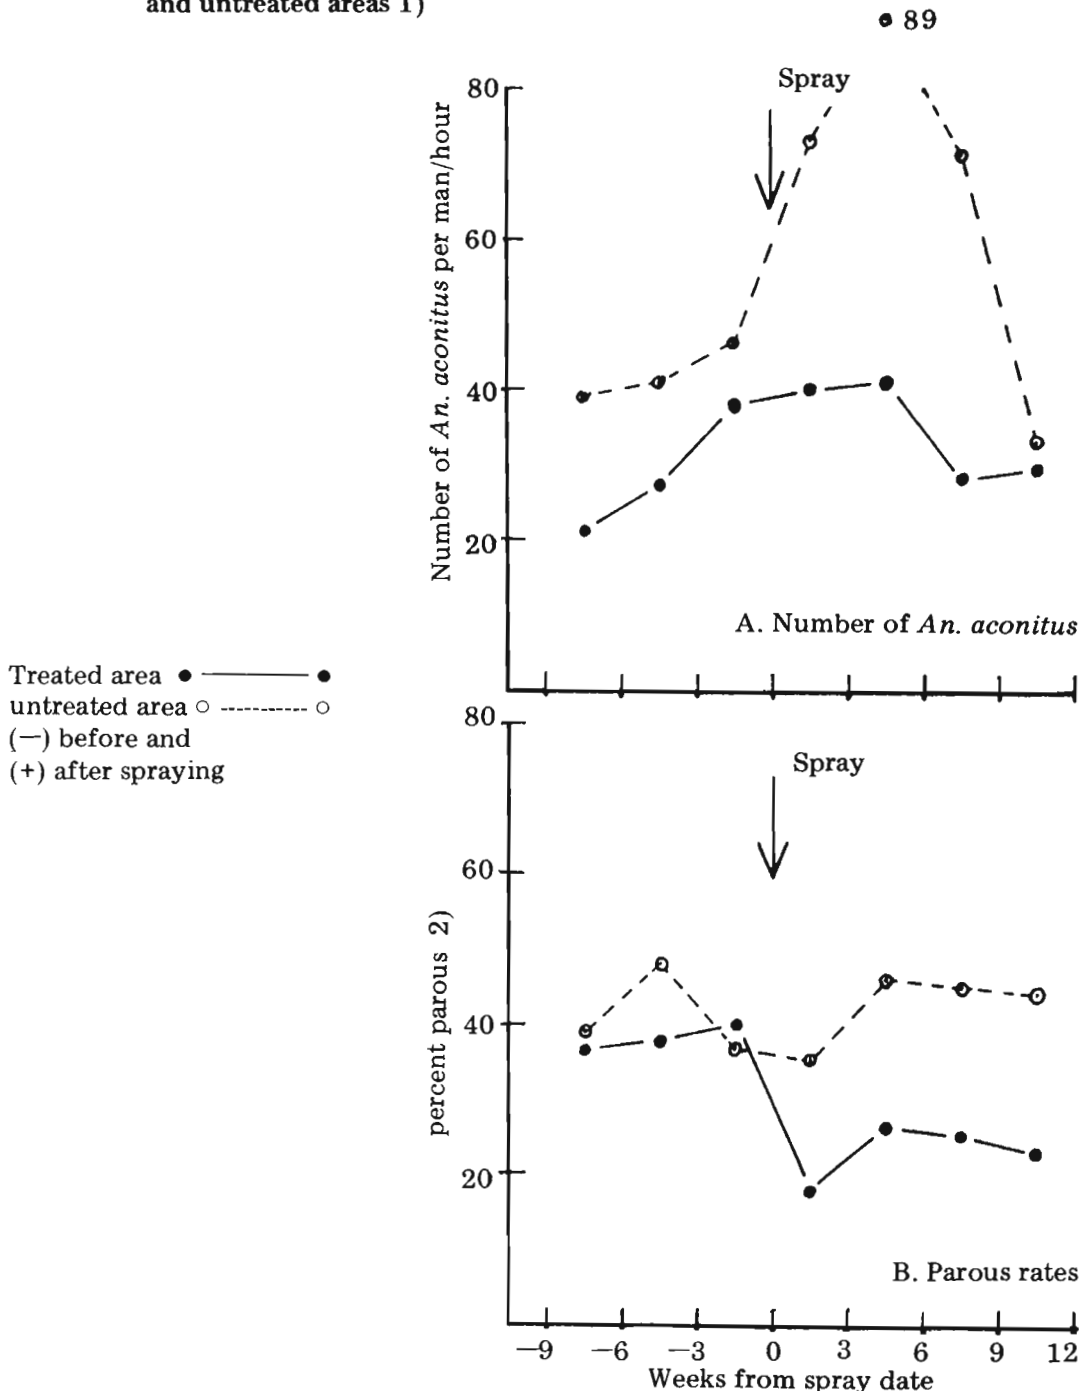 and untreated areas 1)
89
Spray
80
60
40
20
Number of An. aconitus per man/hour
A. Number of An. aconitus
Treated area
untreated area
(—) before and
(+) after spraying
80
Spray
60
40
20
percent parous 2)
B. Parous rates
—9 —6 —3 0 3 6 9 12
Weeks from spray date